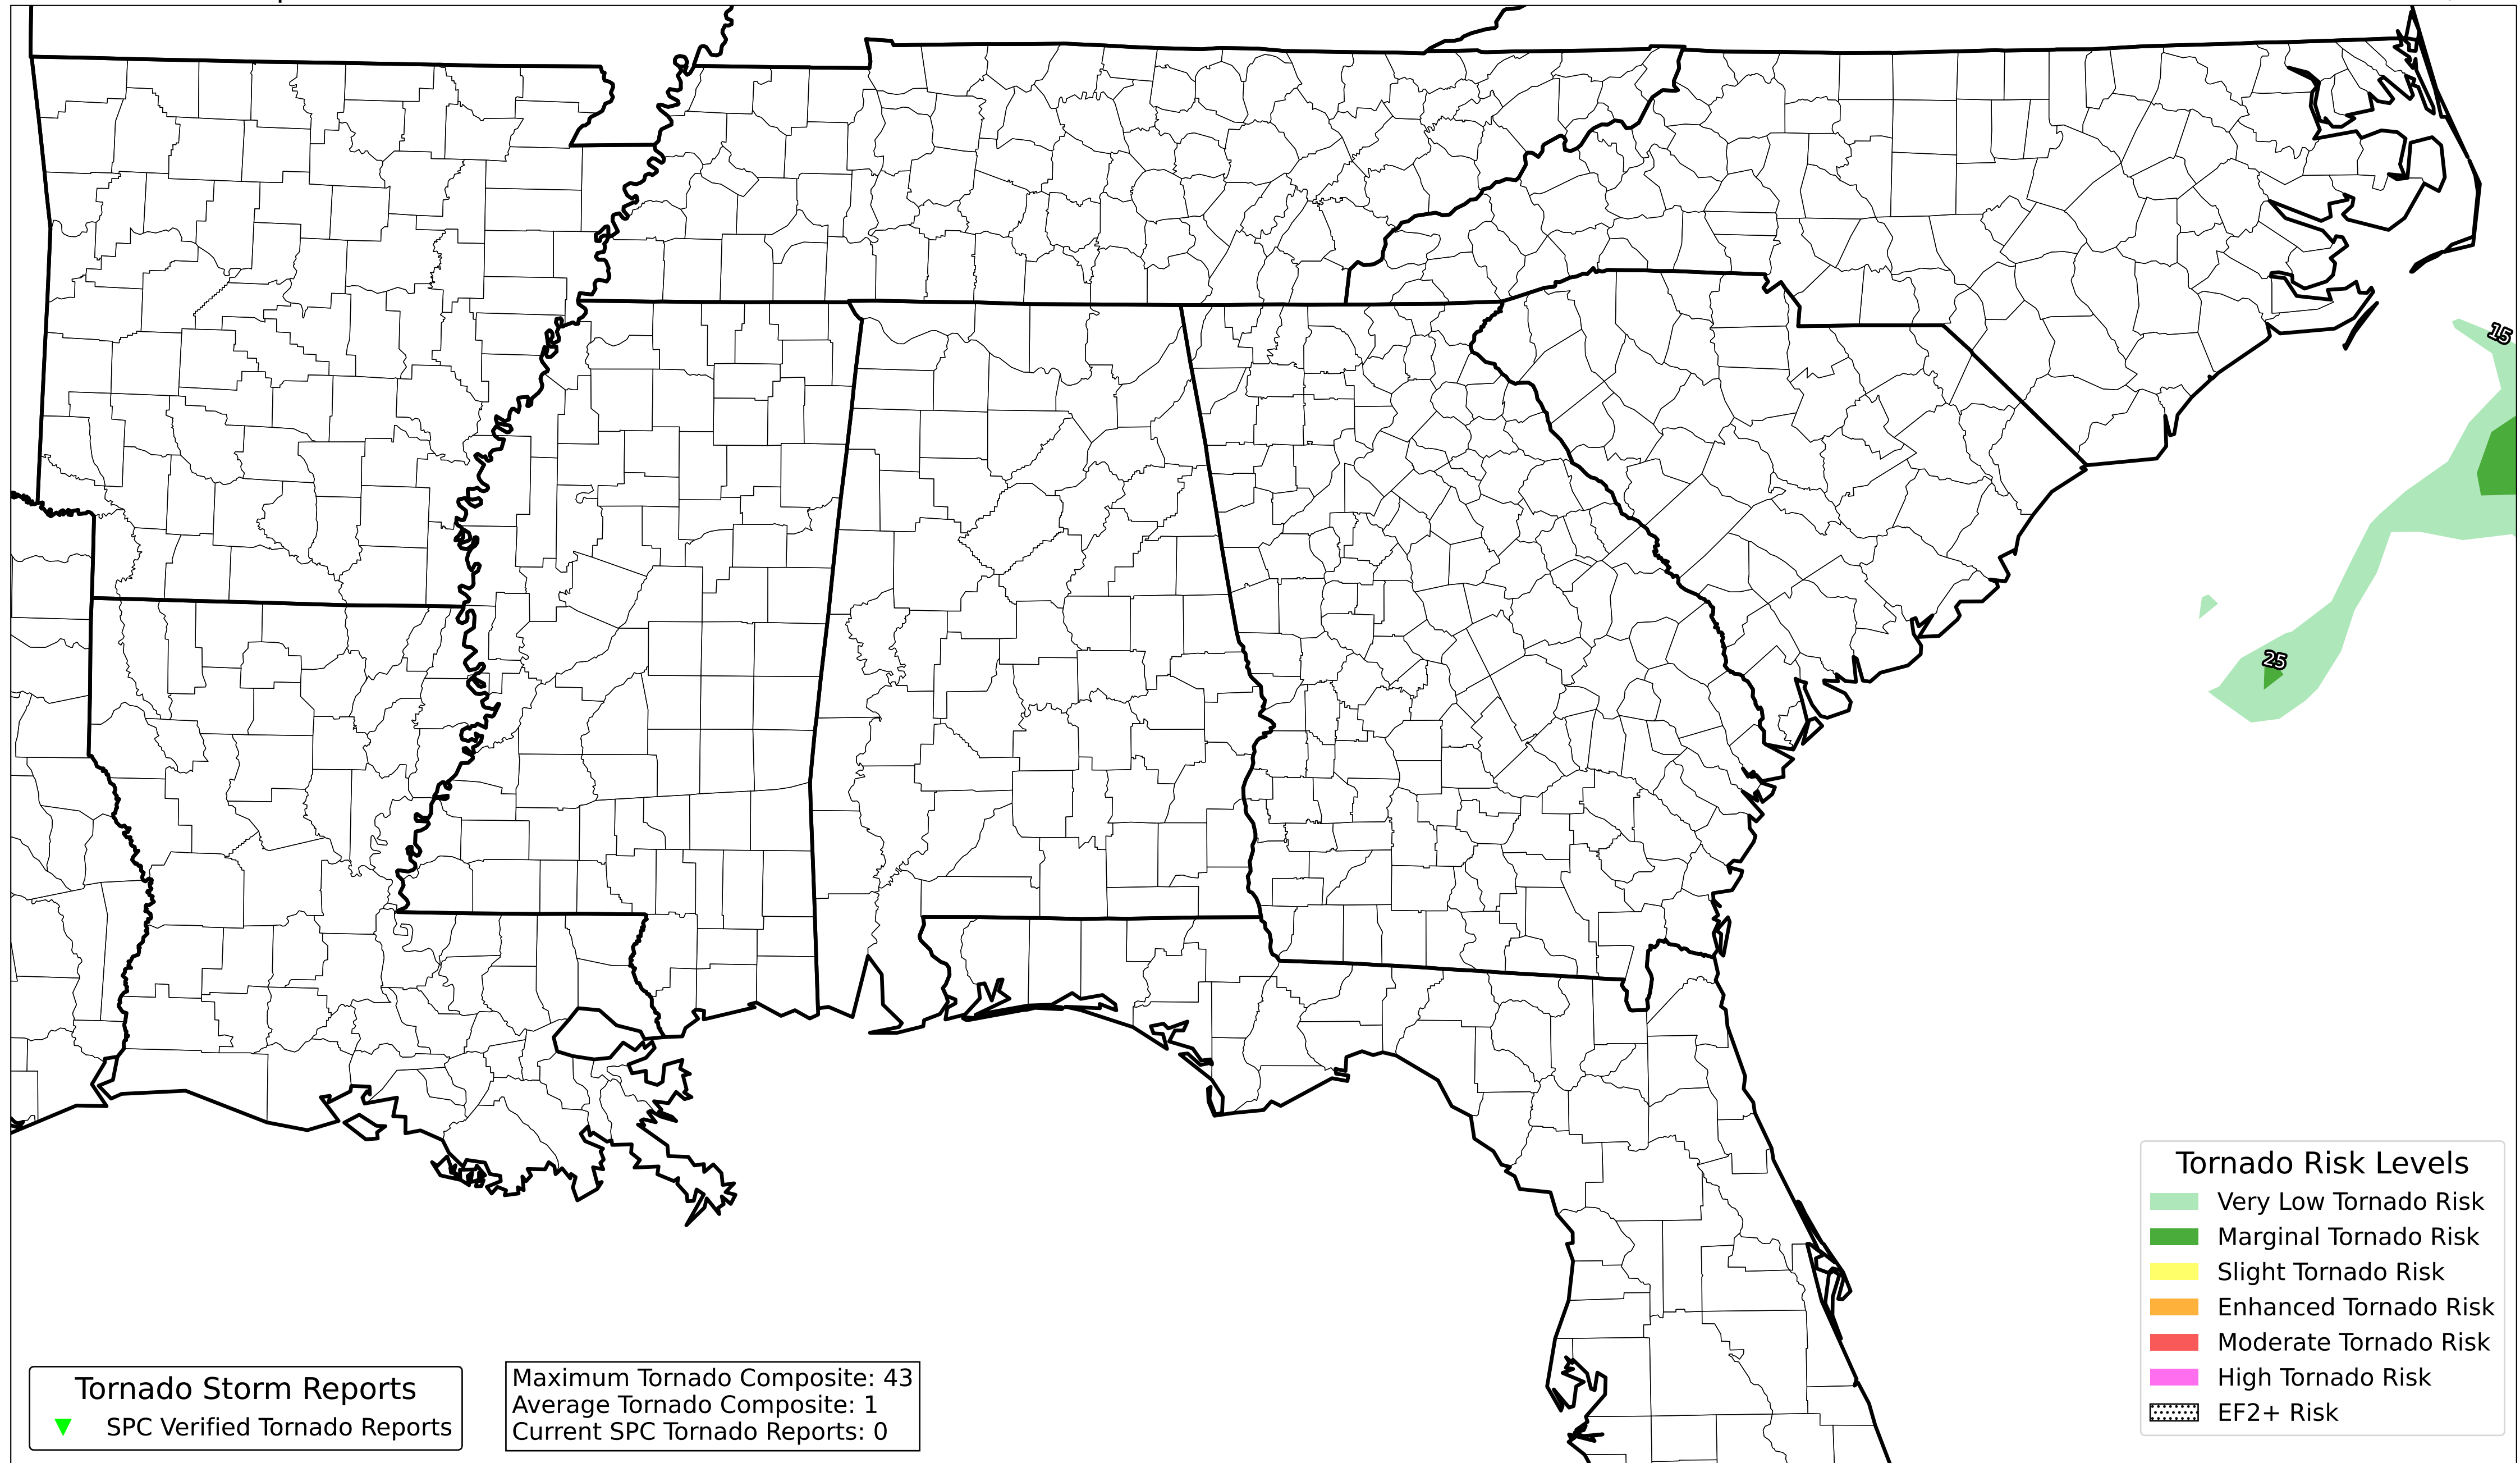 15
25
Tornado Risk Levels
Very Low Tornado Risk
Marginal Tornado Risk
Slight Tornado Risk
Enhanced Tornado Risk
Moderate Tornado Risk
High Tornado Risk
EF2+ Risk
Tornado Storm Reports
SPC Verified Tornado Reports
Maximum Tornado Composite: 43
Average Tornado Composite: 1
Current SPC Tornado Reports: 0